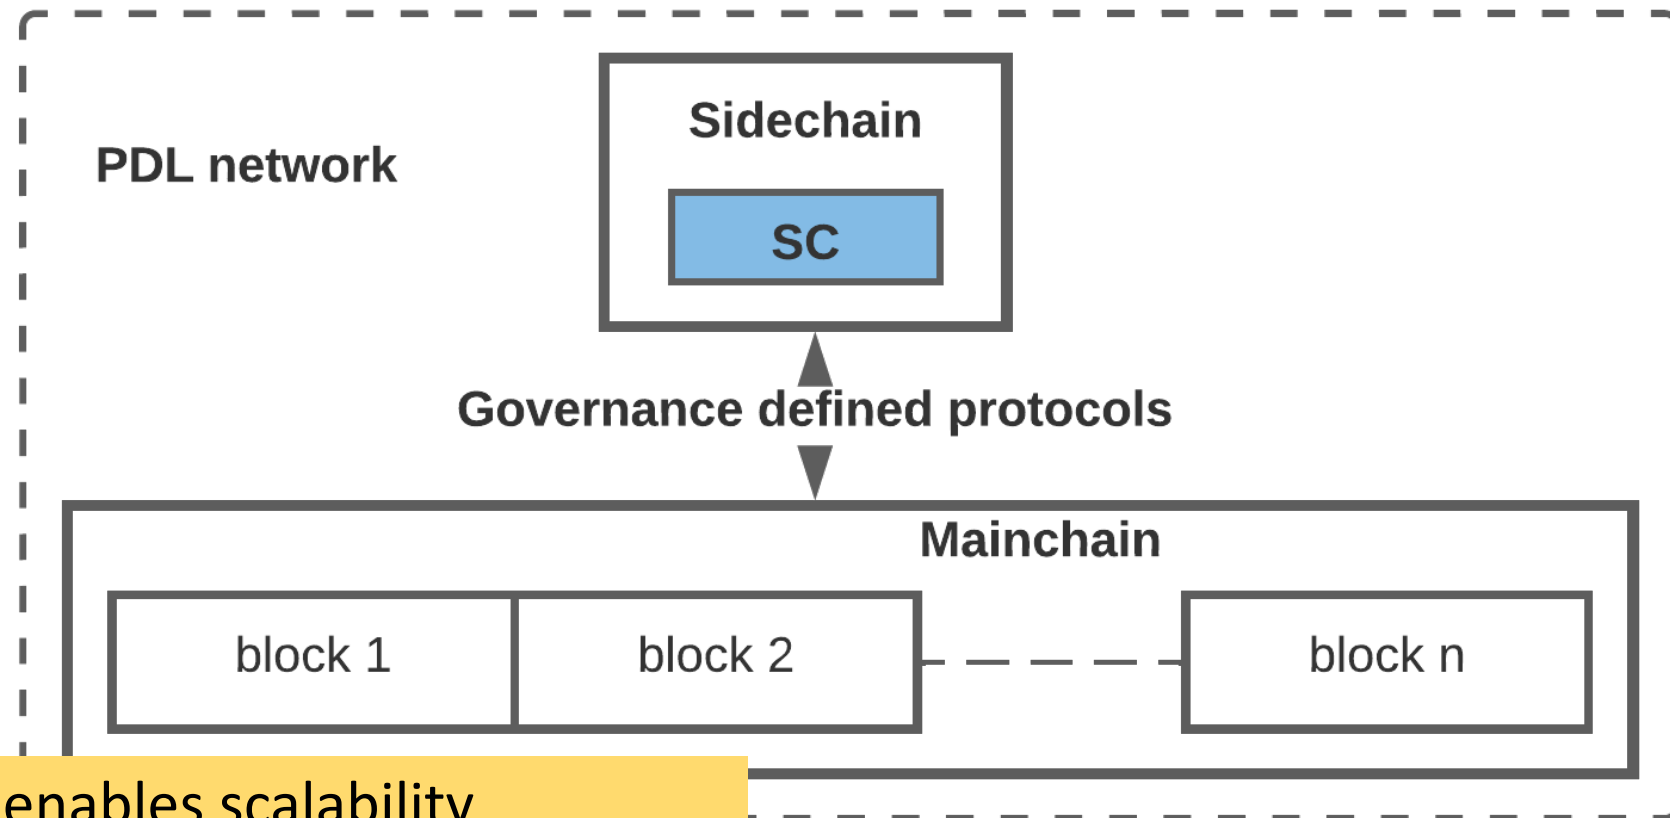 Sidechain
PDL network
SC
Governance defined protocols
Mainchain
block 1
block 2
block n
enables scalability